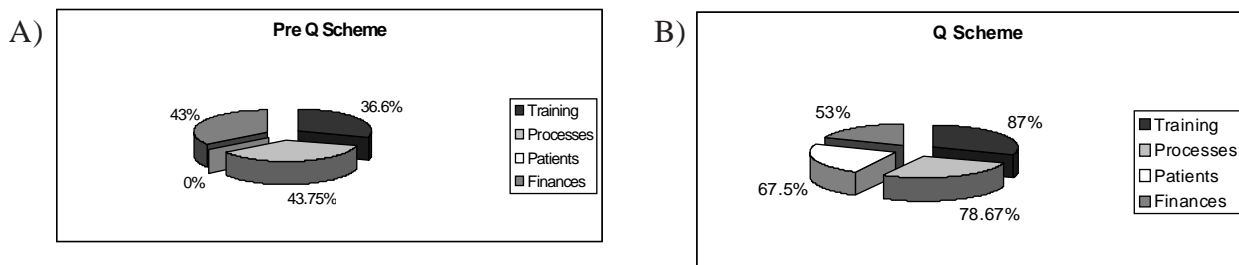 A)
Pre Q Scheme
43%
36.6%
0%
43.75%
Training
Processes
Patients
Finances
B)
Q Scheme
53%
87%
67.5%
78.67%
Training
Processes
Patients
Finances